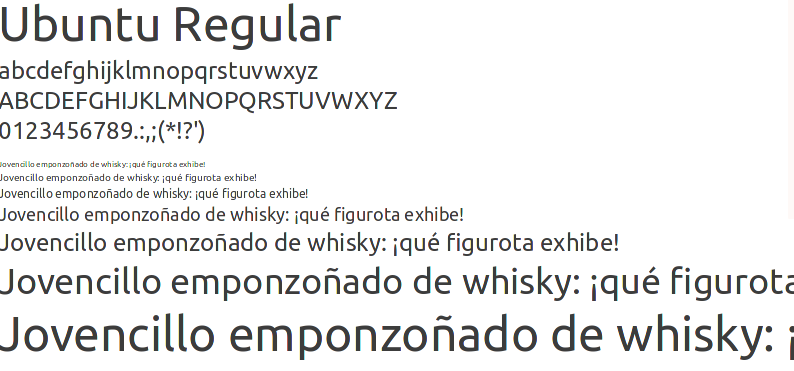 Ubuntu Regular
abcdefghijklmnopqrstuvwxyz
ABCDEFGHIJKLMNOPQRSTUVWXYZ
0123456789.:,;(*!?')
Jovencillo emponzoñado de whisky: ¡qué figurota exhibe!
Jovencillo emponzoñado de whisky: ¡qué figurota exhibe!
Jovencillo emponzoñado de whisky: ¡qué figurota exhibe!
Jovencillo emponzoñado de whisky: ¡qué figurota exhibe!
Jovencillo emponzoñado de whisky: ¡qué figurota exhibe!
Jovencillo emponzoñado de whisky: ¡qué figurota
Jovencillo emponzoñado de whisky: ¡